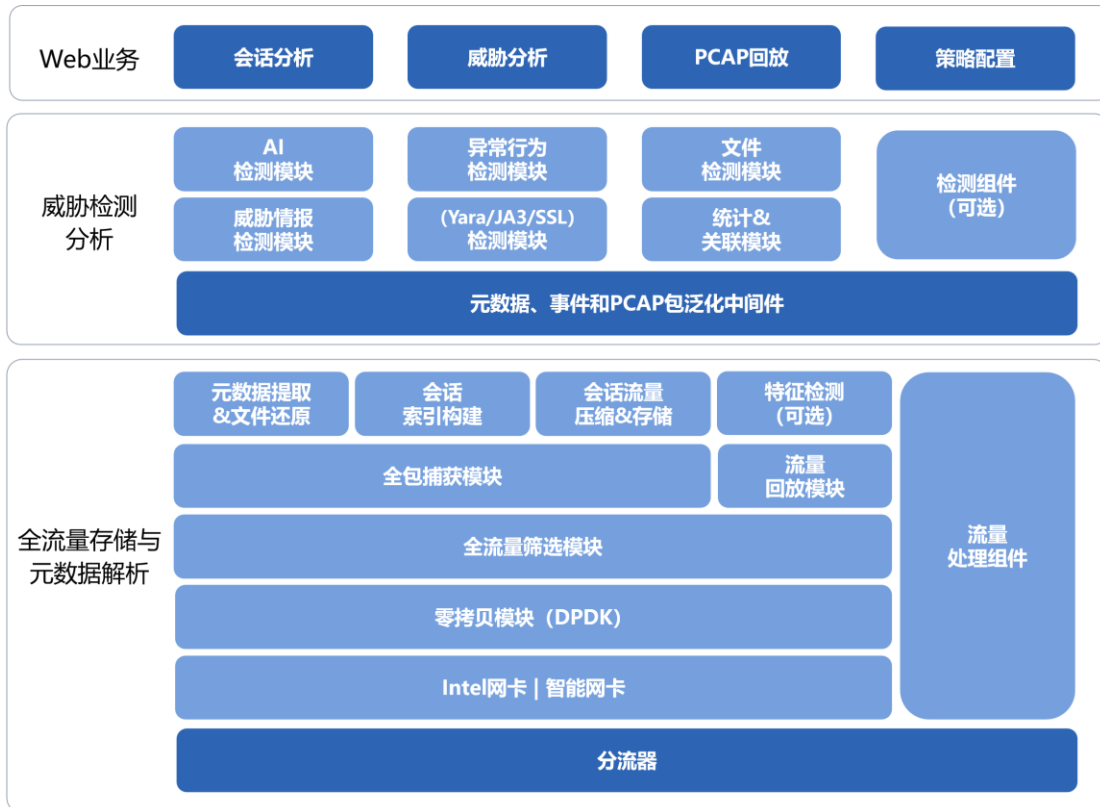 Web业务
会话分析
威胁分析
PCAP回放
策略配置
威胁检测
分析
AI
检测模块
异常行为
检测模块
文件
检测模块
检测组件
（可选）
威胁情报
检测模块
(Yara/JA3/SSL)
检测模块
统计&
关联模块
元数据、事件和PCAP包泛化中间件
全流量存储与
元数据解析
元数据提取
&文件还原
会话
索引构建
会话流量
压缩&存储
特征检测
（可选）
全包捕获模块
流量
回放模块
全流量筛选模块
流量
处理组件
零拷贝模块（DPDK）
Intel网卡 | 智能网卡
分流器